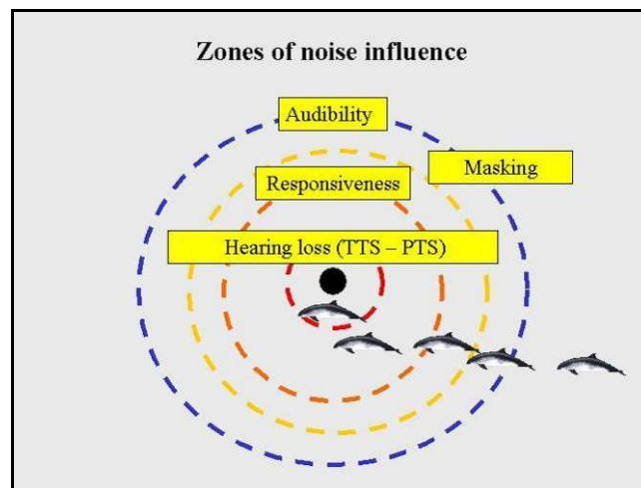 Zones of noise influence
Audibility
Masking
Responsiveness
Hearing loss (TTS – PTS)